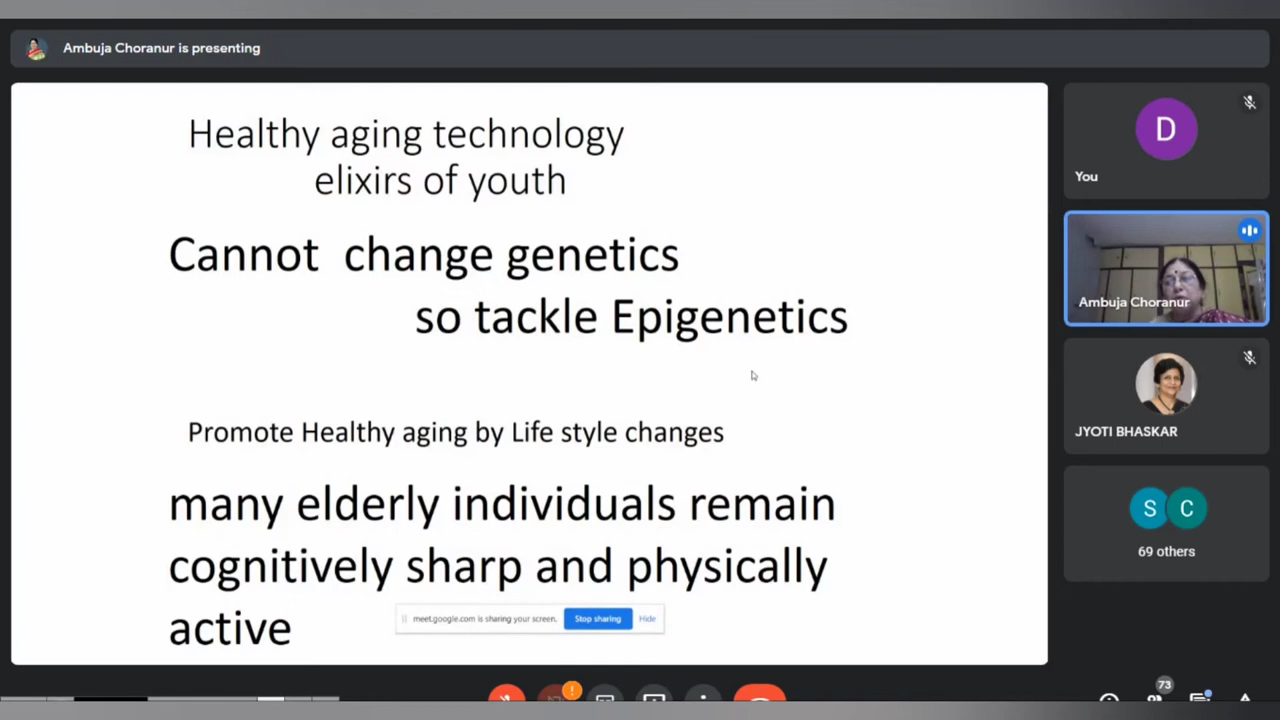 Ambuja Choranur is presenting
Healthy aging technology
elixirs of youth
Cannot change genetics
so tackle Epigenetics
Promote Healthy aging by Life style changes
many elderly individuals remain
cognitively sharp and physically
active
meet.google.com is sharing your screen. Stop sharing Hide
D
You
Ambuja Choranur
JYOTI BHASKAR
S C
69 others
73